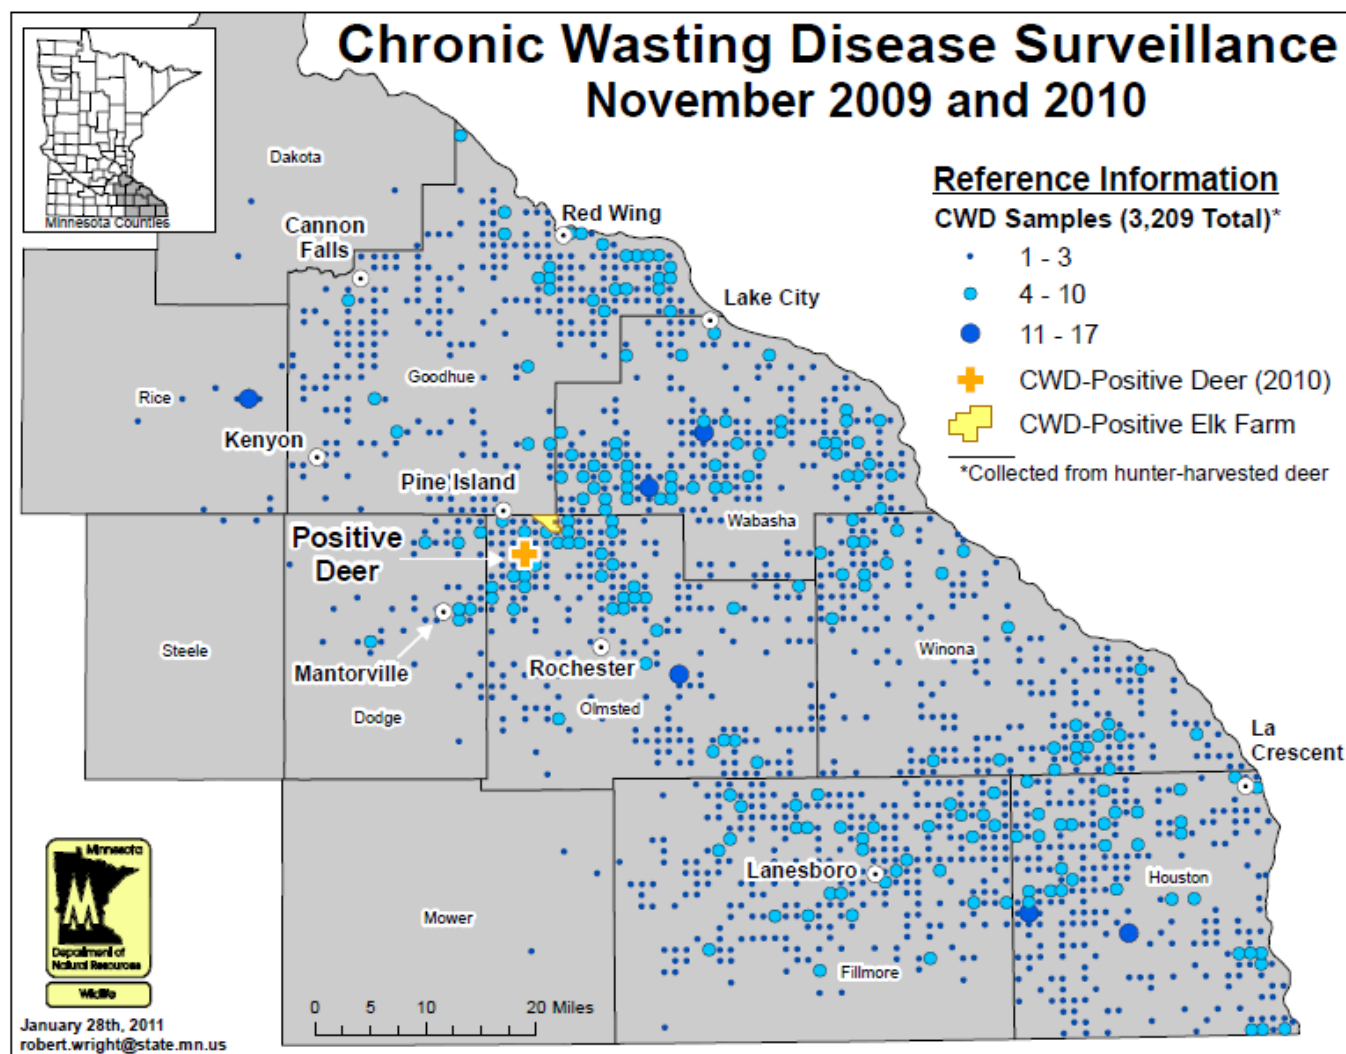 Chronic Wasting Disease Surveillance
November 2009 and 2010
Minnesota Counties
Reference Information
CWD Samples (3,209 Total)*
1 - 3
4 - 10
11 - 17
CWD-Positive Deer (2010)
CWD-Positive Elk Farm
*Collected from hunter-harvested deer
Dakota
Cannon
Falls
Red Wing
Lake City
Goodhue
Rice
Kenyon
Pine Island
Wabasha
Positive
Deer
Steele
Mantorville
Rochester
Winona
Dodge
Olmsted
La
Crescent
Lanesboro
Houston
Mower
Fillmore
0 5 10 20 Miles
Minnesota
Department of
Natural Resources
Wildlife
January 28th, 2011
robert.wright@state.mn.us